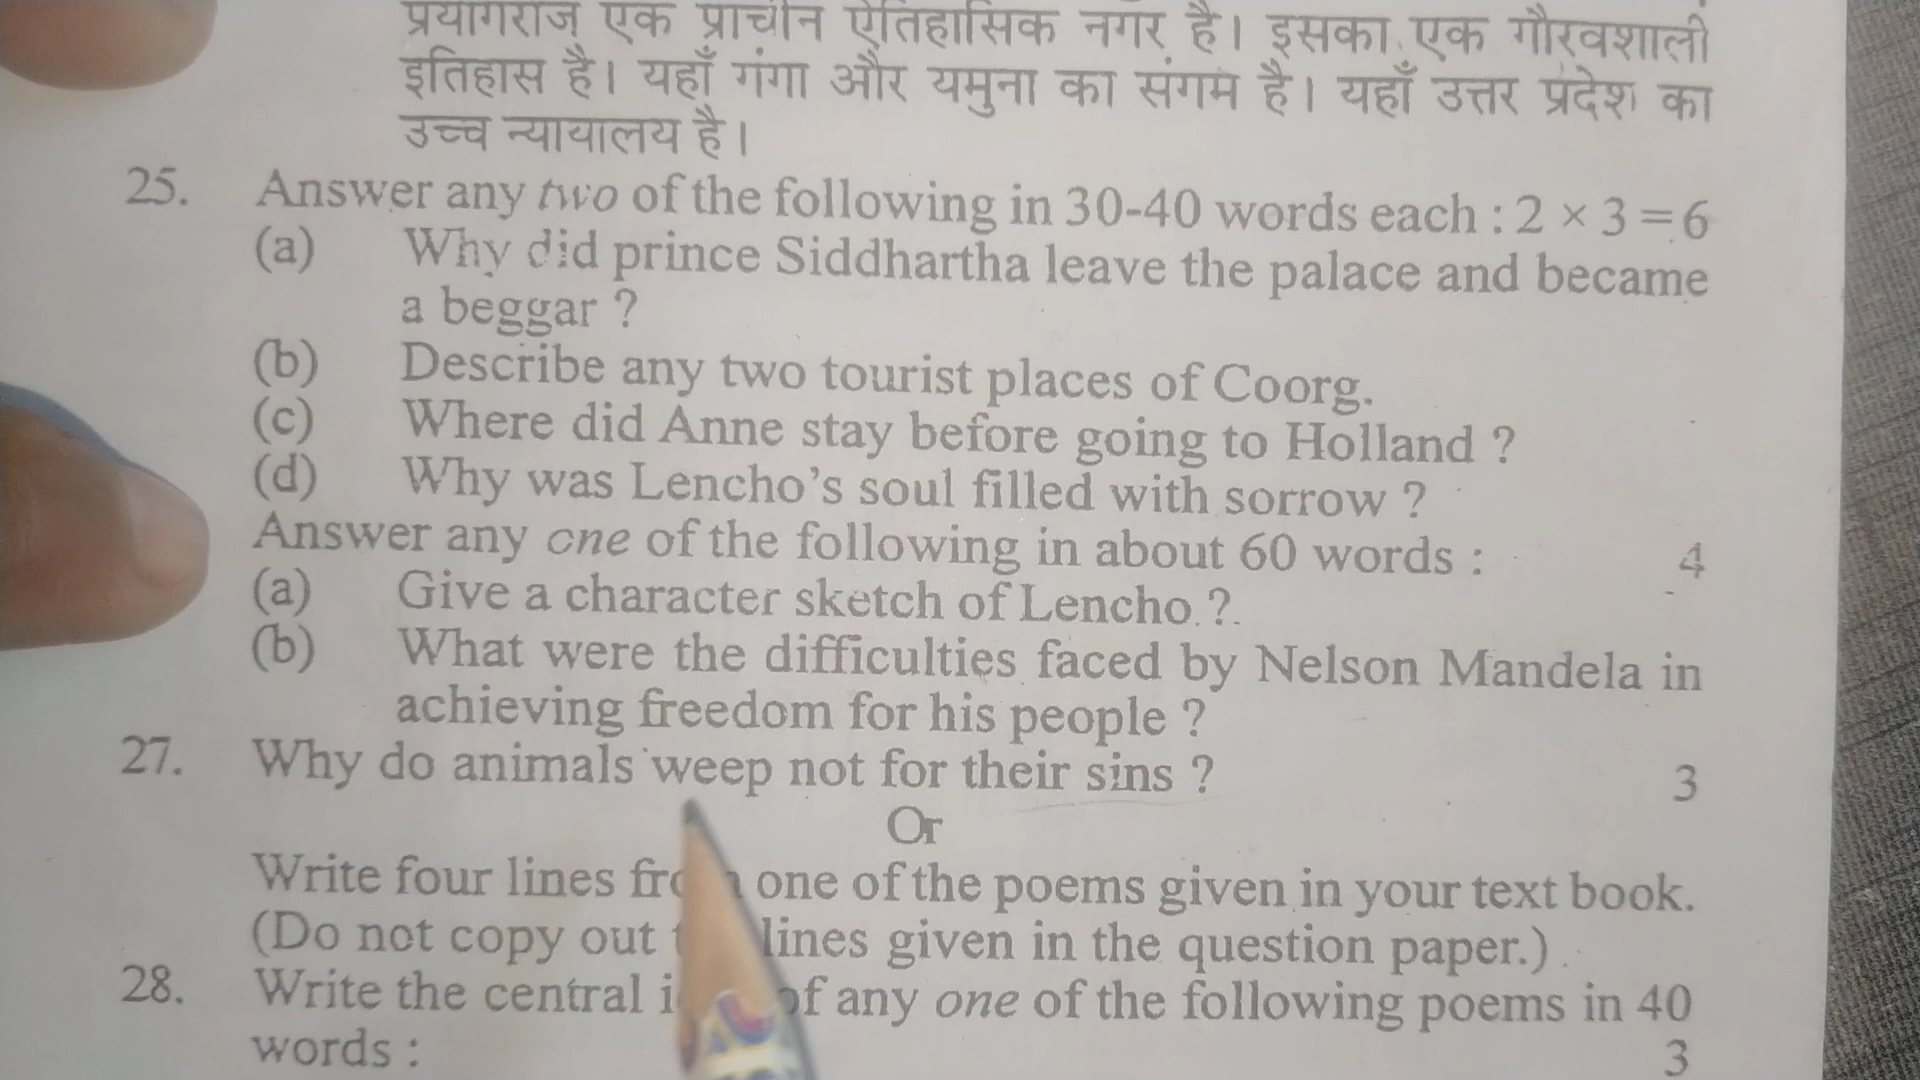 प्रयागराज एक प्राचीन ऐतिहासिक नगर है। इसका एक गौरवशाली
इतिहास है। यहाँ गंगा और यमुना का संगम है। यहाँ उत्तर प्रदेश का
उच्च न्यायालय है।
25. Answer any two of the following in 30-40 words each : 2 × 3 = 6
(a) Why did prince Siddhartha leave the palace and became
a beggar ?
(b) Describe any two tourist places of Coorg.
(c) Where did Anne stay before going to Holland ?
(d) Why was Lencho's soul filled with sorrow ?
Answer any one of the following in about 60 words : 4
(a) Give a character sketch of Lencho ?
(b) What were the difficulties faced by Nelson Mandela in
achieving freedom for his people ?
27. Why do animals weep not for their sins ? 3
Or
Write four lines one of the poems given in your text book.
(Do not copy out lines given in the question paper.)
28. Write the central of any one of the following poems in 40
words : 3